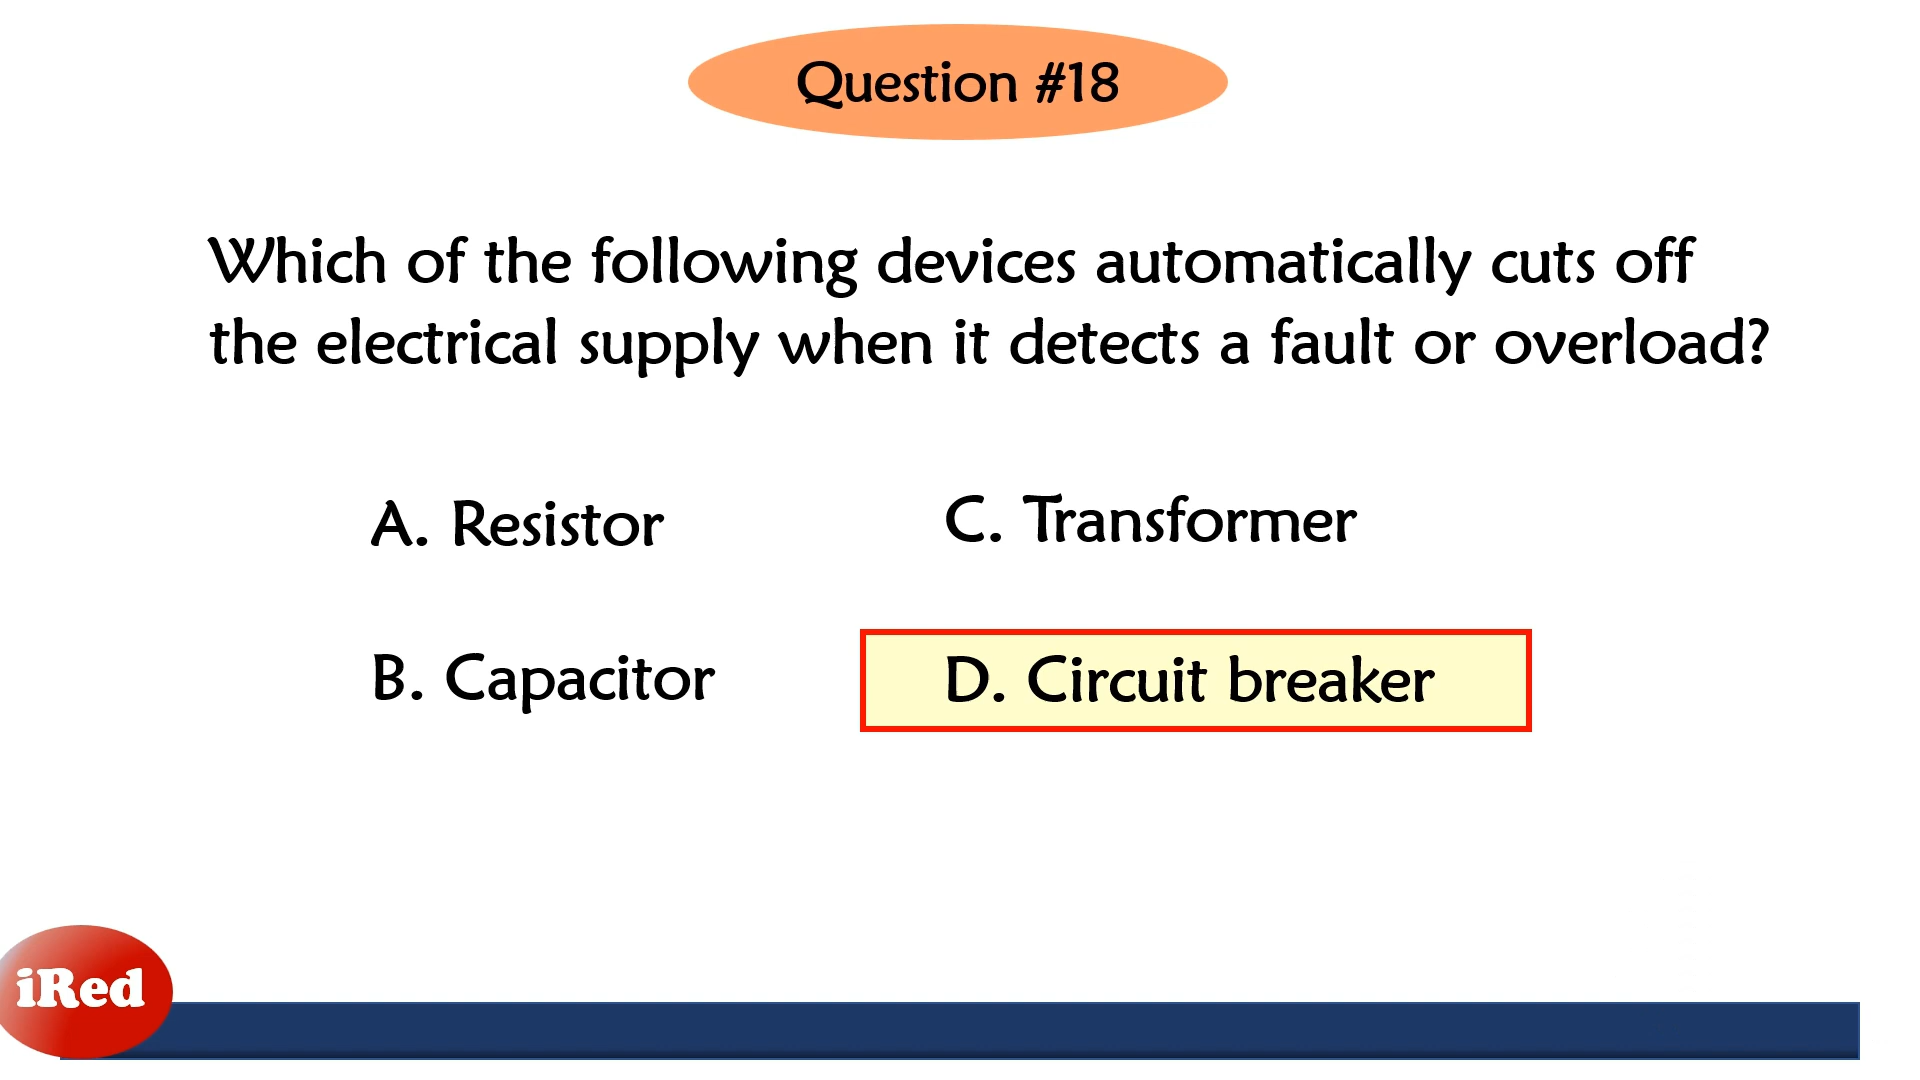 Question #18
Which of the following devices automatically cuts off
the electrical supply when it detects a fault or overload?
A. Resistor
B. Capacitor
C. Transformer
D. Circuit breaker
iRed